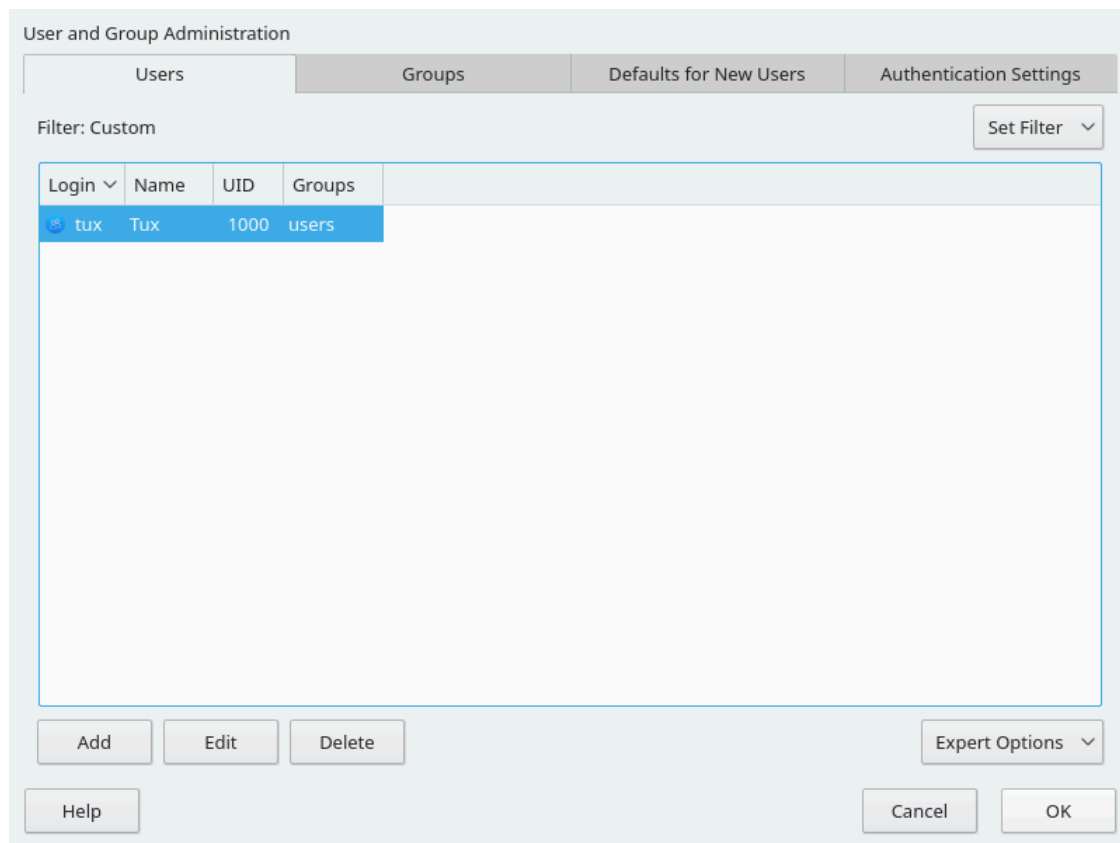 User and Group Administration
Users Groups Defaults for New Users Authentication Settings
Filter: Custom Set Filter
Login Name UID Groups
tux Tux 1000 users
Add Edit Delete Expert Options
Help Cancel OK